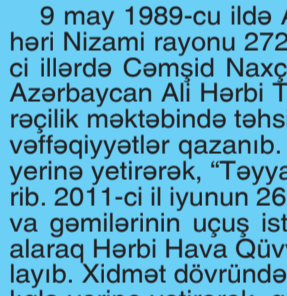 9 may 1989-cu ildə
həri Nizami rayonu 272
ci illərdə Cəmşid Naxç
Azərbaycan Ali Hərbi
rəçilik məktəbində təhs
vəffəqiyyətlər qazanıb.
yerinə yetirərək, “Təyya
rib. 2011-ci il iyunun 26
va gəmilərinin uçuş ist
alaraq Hərbi Hava Qüv
layıb. Xidmət dövründə